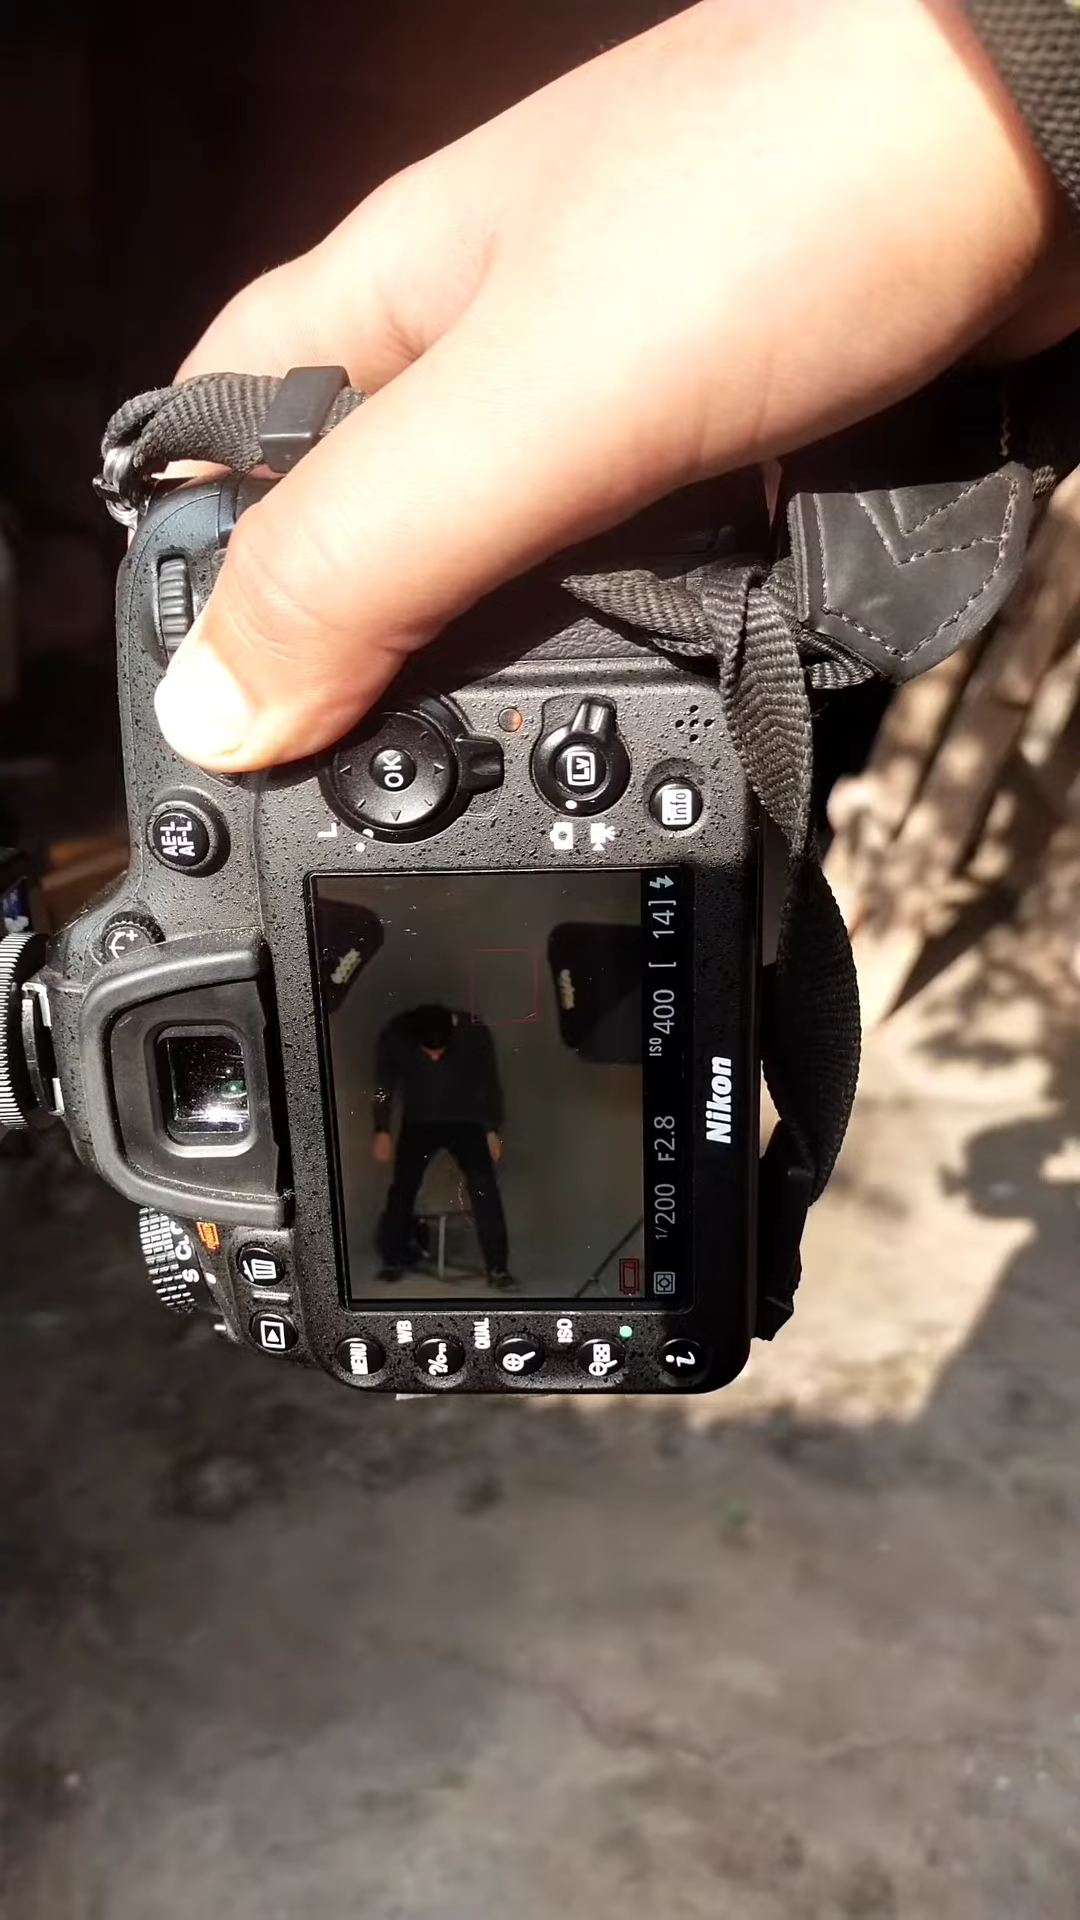 AE-L
AF-L
OK
L
Lv
info
1/200 F2.8 ISO 400 [ 14]
Nikon
MENU
WB
?
QUAL
ISO
i
S